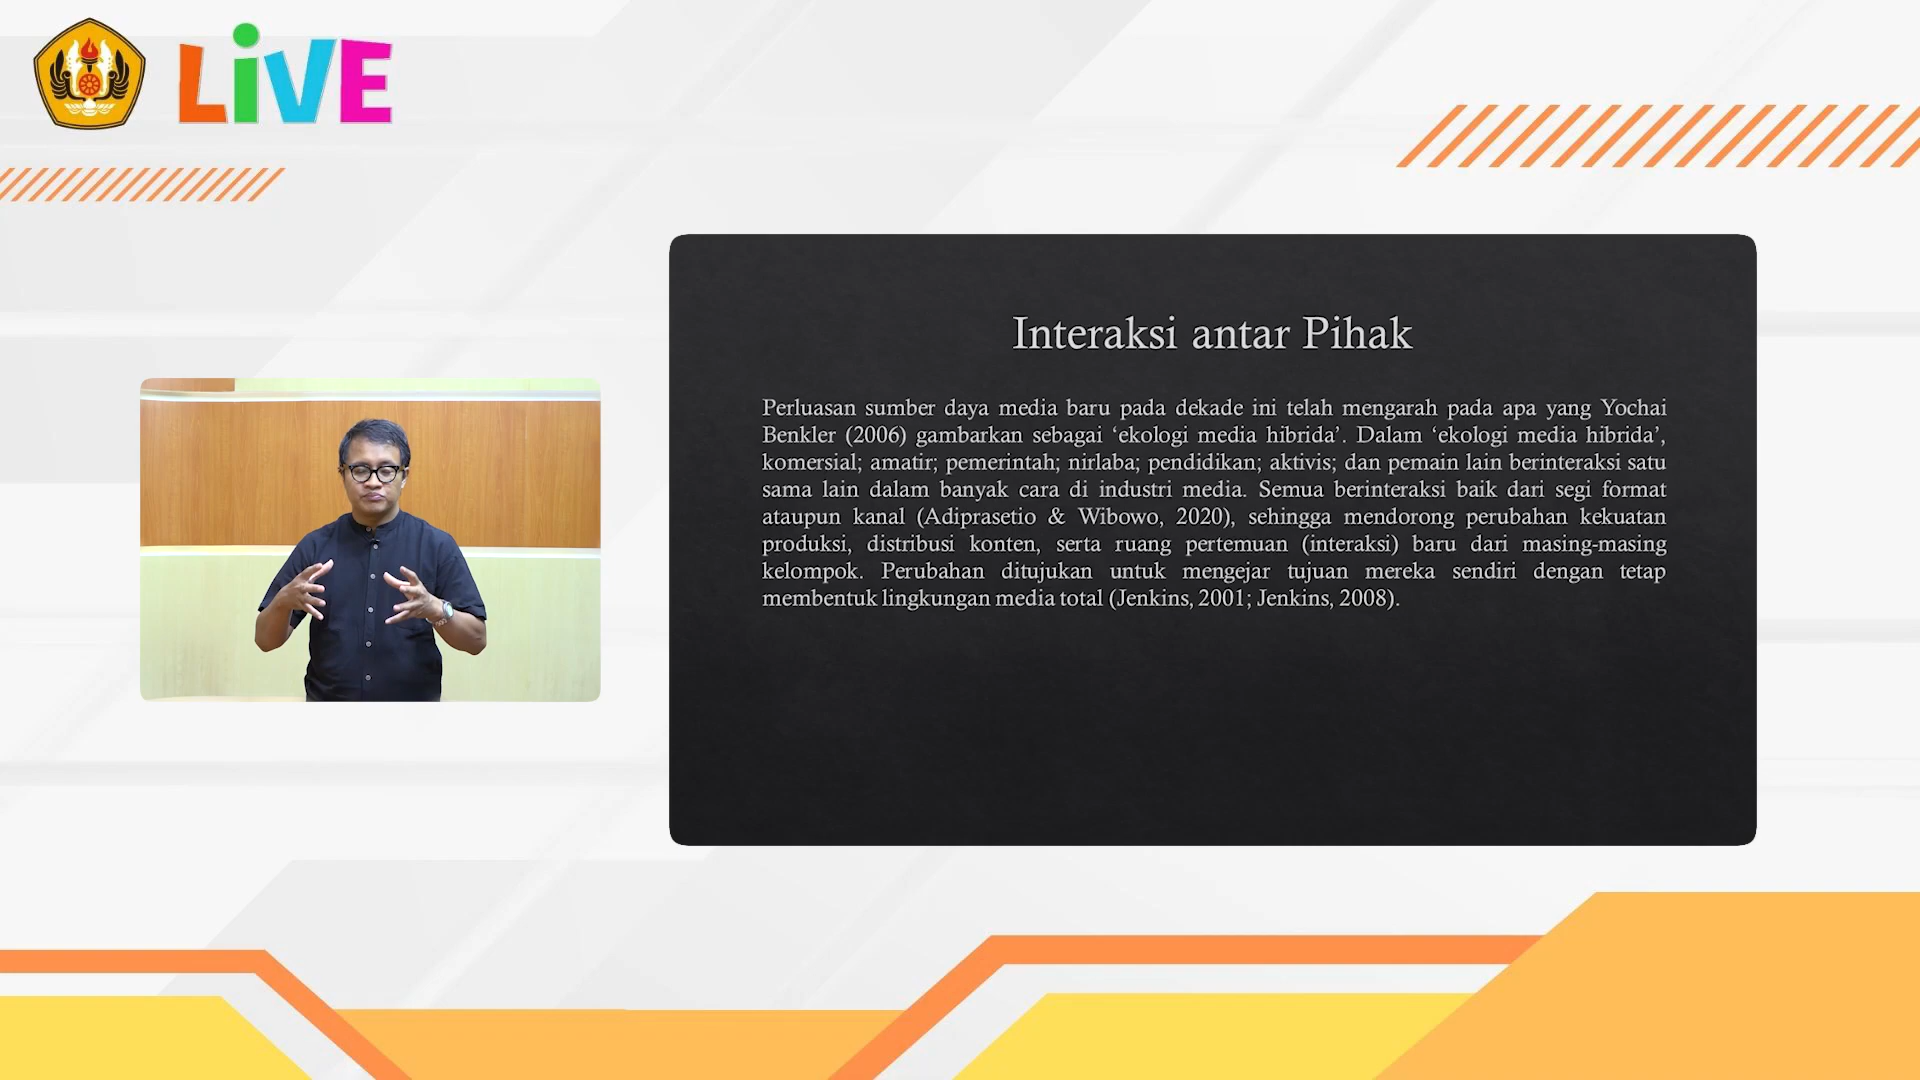 LiVE
Interaksi antar Pihak
Perluasan sumber daya media baru pada dekade ini telah mengarah pada apa yang Yochai
Benkler (2006) gambarkan sebagai ‘ekologi media hibrida’. Dalam ‘ekologi media hibrida’,
komersial; amatir; pemerintah; nirlaba; pendidikan; aktivis; dan pemain lain berinteraksi satu
sama lain dalam banyak cara di industri media. Semua berinteraksi baik dari segi format
ataupun kanal (Adiprasetio & Wibowo, 2020), sehingga mendorong perubahan kekuatan
produksi, distribusi konten, serta ruang pertemuan (interaksi) baru dari masing-masing
kelompok. Perubahan ditujukan untuk mengejar tujuan mereka sendiri dengan tetap
membentuk lingkungan media total (Jenkins, 2001; Jenkins, 2008).